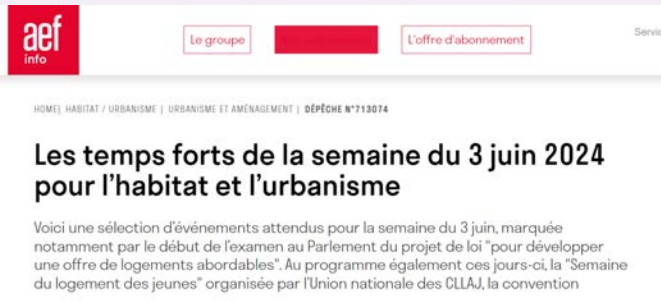 aef
info
Le groupe
L'offre d'abonnement
Servic
HOME| HABITAT / URBANISME | URBANISME ET AMÉNAGEMENT | DÉPÊCHE N°713074
Les temps forts de la semaine du 3 juin 2024
pour l'habitat et l'urbanisme
Voici une sélection d'événements attendus pour la semaine du 3 juin, marquée
notamment par le début de l'examen au Parlement du projet de loi "pour développer
une offre de logements abordables". Au programme également ces jours-ci, la "Semaine
du logement des jeunes" organisée par l'Union nationale des CLLAJ, la convention